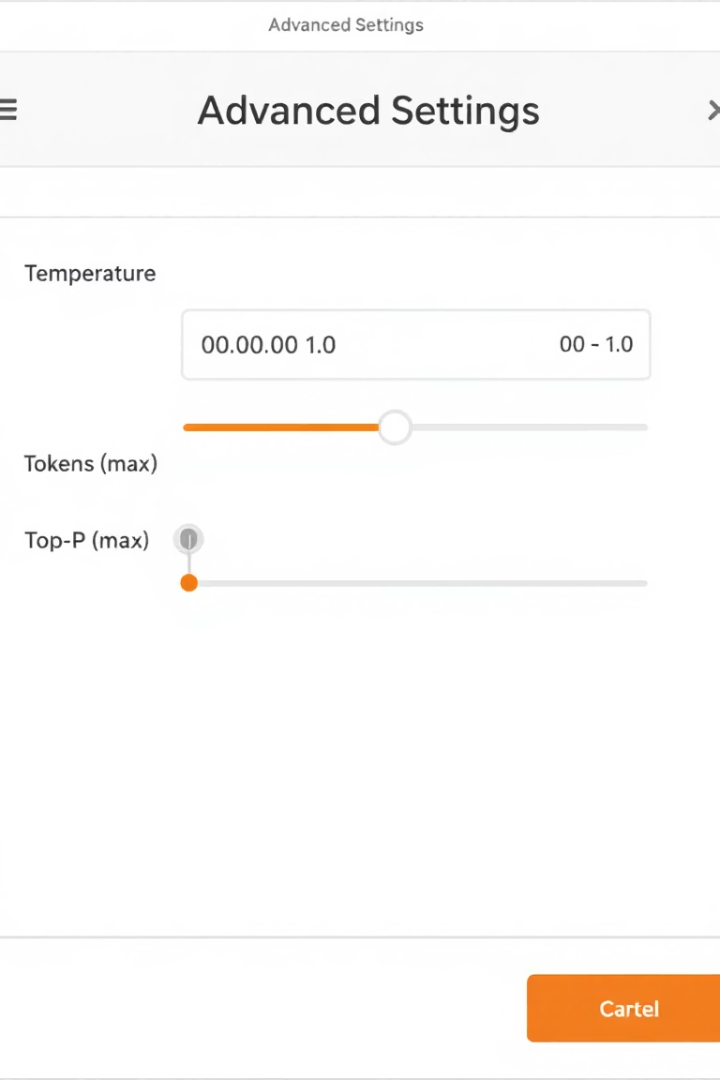 Advanced Settings
Advanced Settings
Temperature
00.00.00 1.0 00 - 1.0
Tokens (max)
Top-P (max)
Cartel